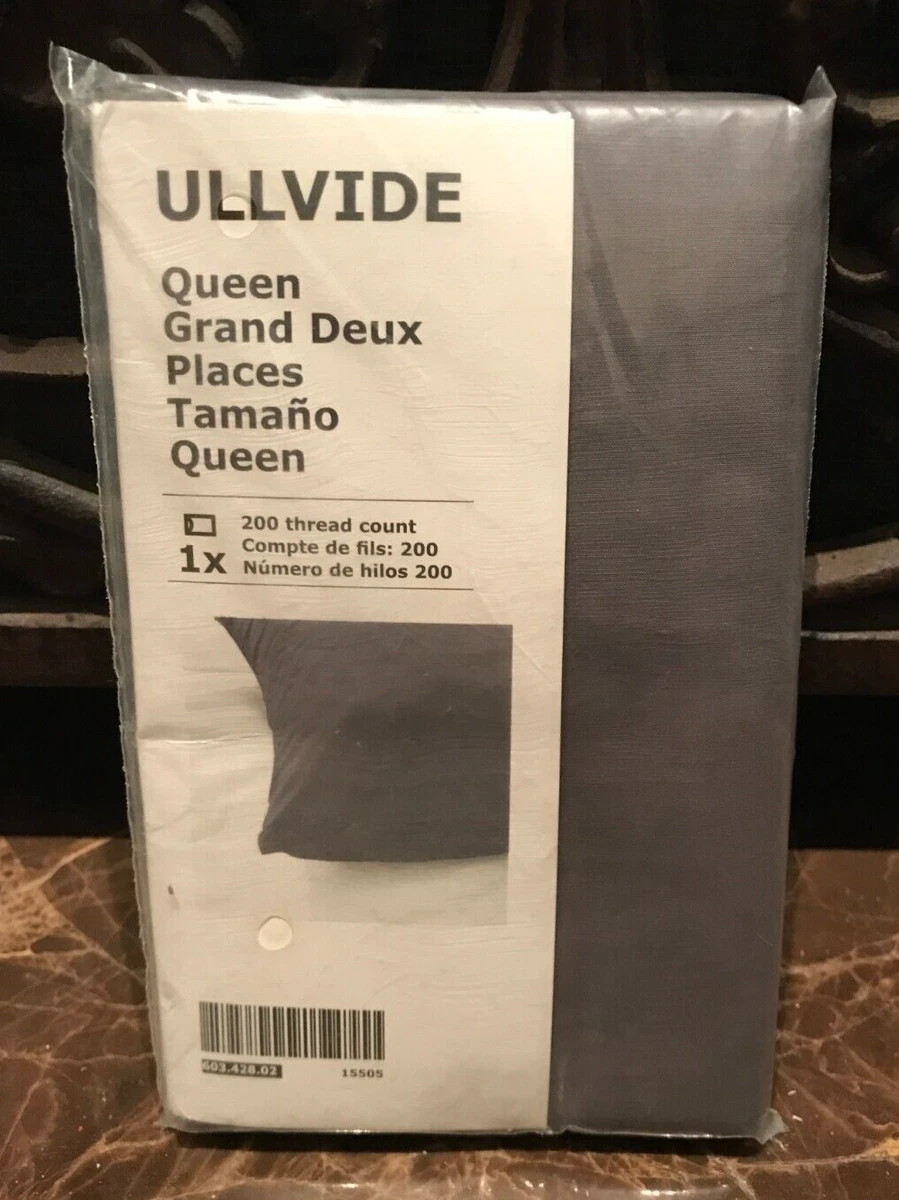 ULLVIDE
Queen
Grand Deux
Places
Tamaño
Queen
1x
200 thread count
Compte de fils: 200
Número de hilos 200
603.428.02
15505